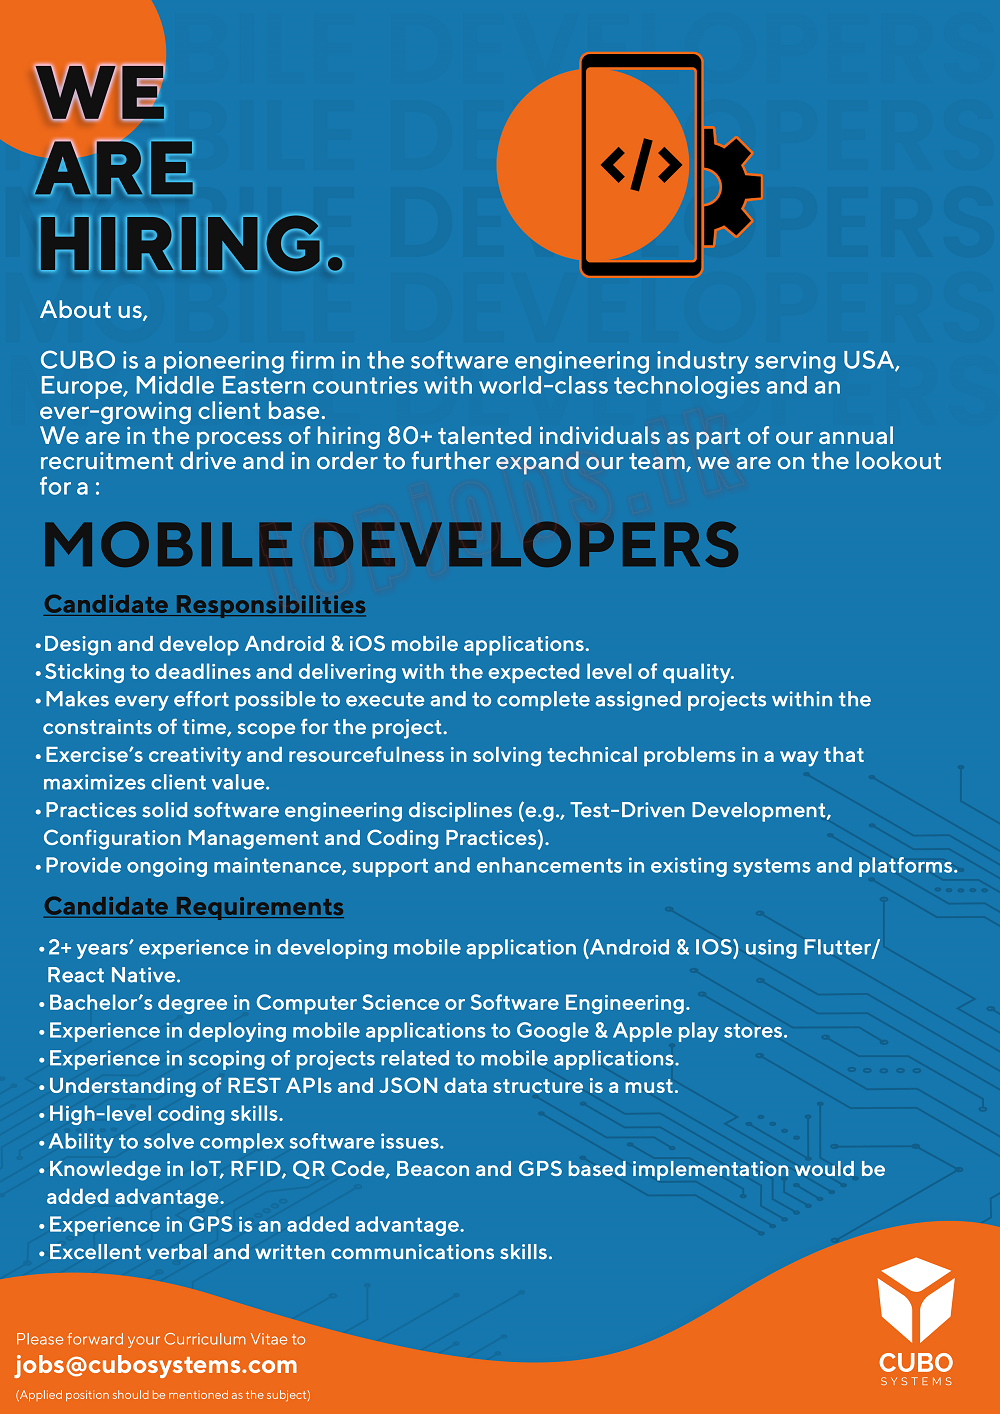 WE
ARE
HIRING.
MOBILE DEVELOPERS
MOBILE DEVELOPERS
MOBILE DEVELOPERS
MOBILE DEVELOPERS
MOBILE DEVELOPERS
</>
About us,
CUBO is a pioneering firm in the software engineering industry serving USA,
Europe, Middle Eastern countries with world-class technologies and an
ever-growing client base.
We are in the process of hiring 80+ talented individuals as part of our annual
recruitment drive and in order to further expand our team, we are on the lookout
for a :
topjobs.lk
MOBILE DEVELOPERS
Candidate Responsibilities
•Design and develop Android & iOS mobile applications.
•Sticking to deadlines and delivering with the expected level of quality.
•Makes every effort possible to execute and to complete assigned projects within the
constraints of time, scope for the project.
•Exercise's creativity and resourcefulness in solving technical problems in a way that
maximizes client value.
•Practices solid software engineering disciplines (e.g., Test-Driven Development,
Configuration Management and Coding Practices).
•Provide ongoing maintenance, support and enhancements in existing systems and platforms.
Candidate Requirements
•2+ years' experience in developing mobile application (Android & IOS) using Flutter/
React Native.
•Bachelor's degree in Computer Science or Software Engineering.
•Experience in deploying mobile applications to Google & Apple play stores.
•Experience in scoping of projects related to mobile applications.
•Understanding of REST APIs and JSON data structure is a must.
•High-level coding skills.
•Ability to solve complex software issues.
•Knowledge in IoT, RFID, QR Code, Beacon and GPS based implementation would be
added advantage.
•Experience in GPS is an added advantage.
•Excellent verbal and written communications skills.
Please forward your Curriculum Vitae to
jobs@cubosystems.com
(Applied position should be mentioned as the subject)
CUBO
SYSTEMS